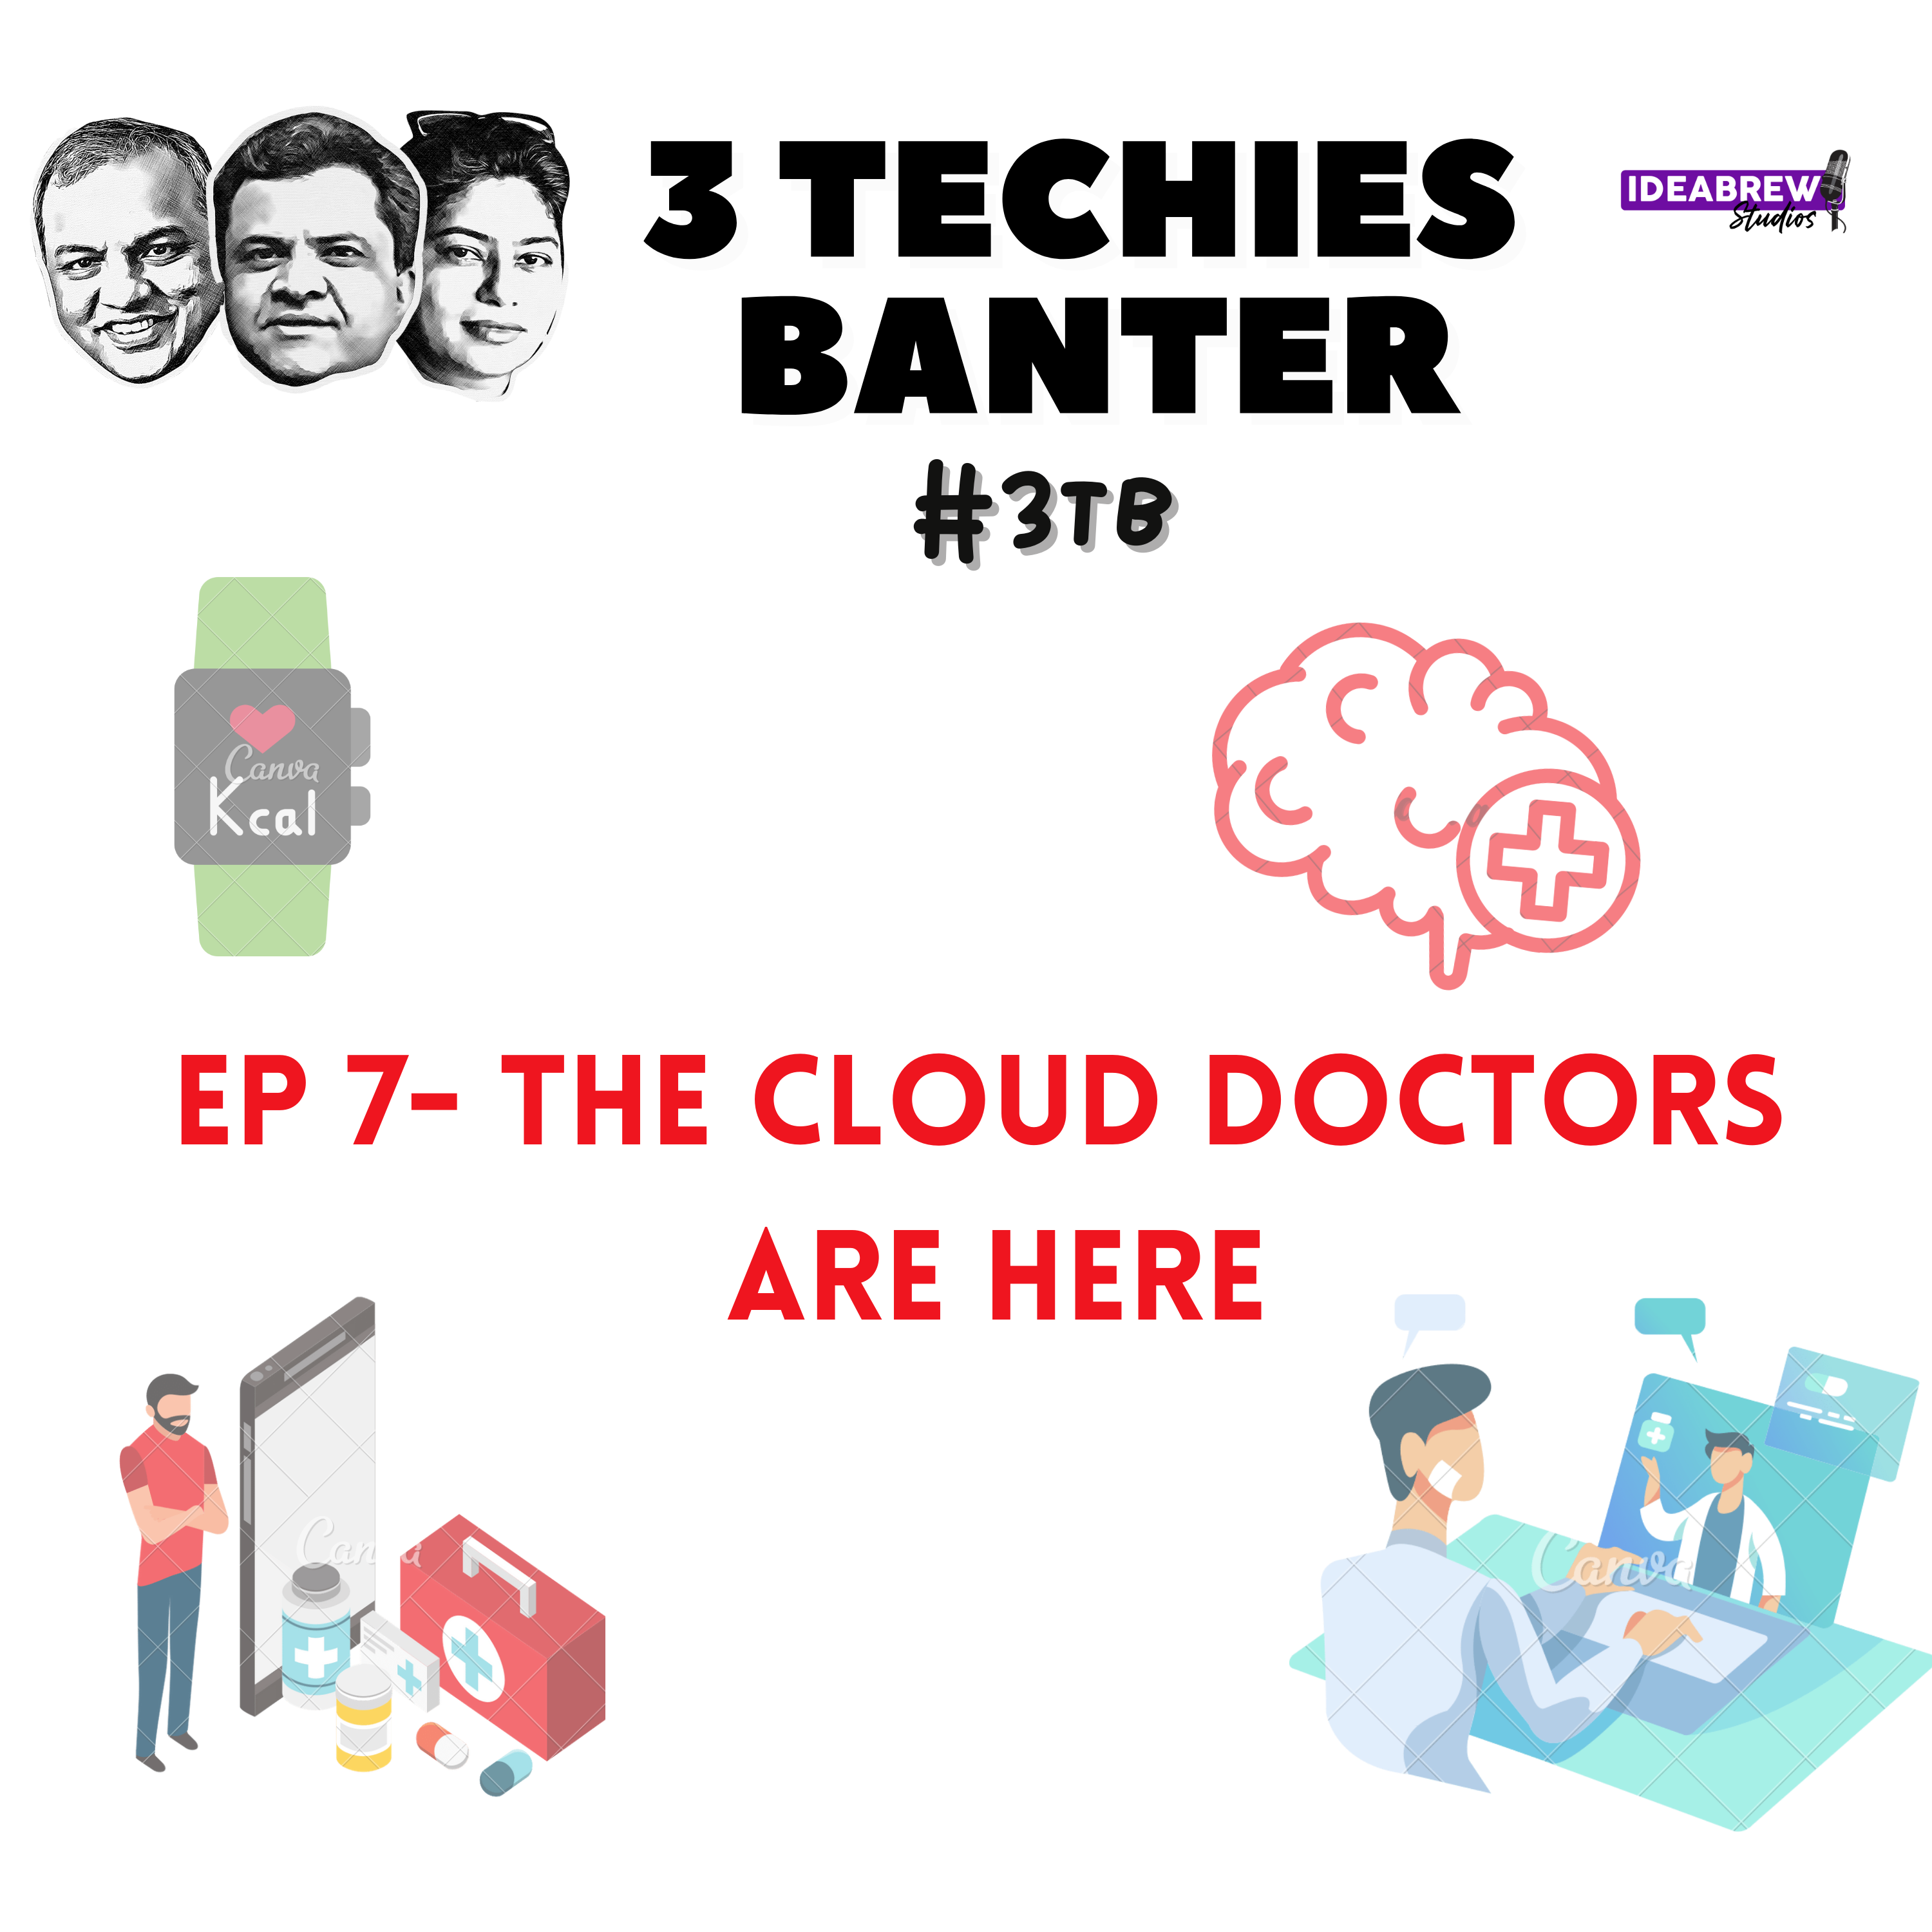 3 TECHIES
BANTER
IDEABREW
Studios
#3TB
Canva
Kcal
EP 7- THE CLOUD DOCTORS
ARE HERE
Canva
Canva